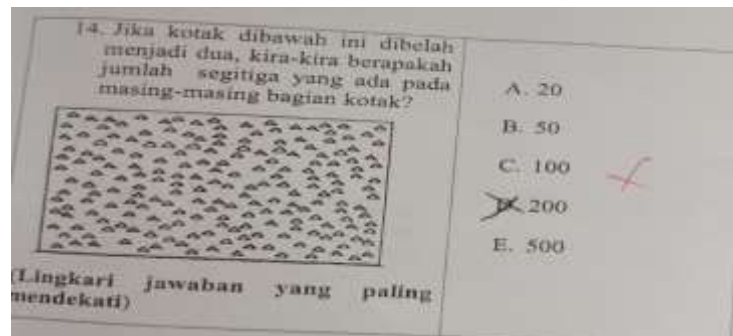 14. Jika kotak dibawah ini dibelah
menjadi dua, kira-kira berapakah
jumlah segitiga yang ada pada
masing-masing bagian kotak?
(Lingkari jawaban yang paling
mendekati)
A. 20
B. 50
C. 100
D. 200
E. 500